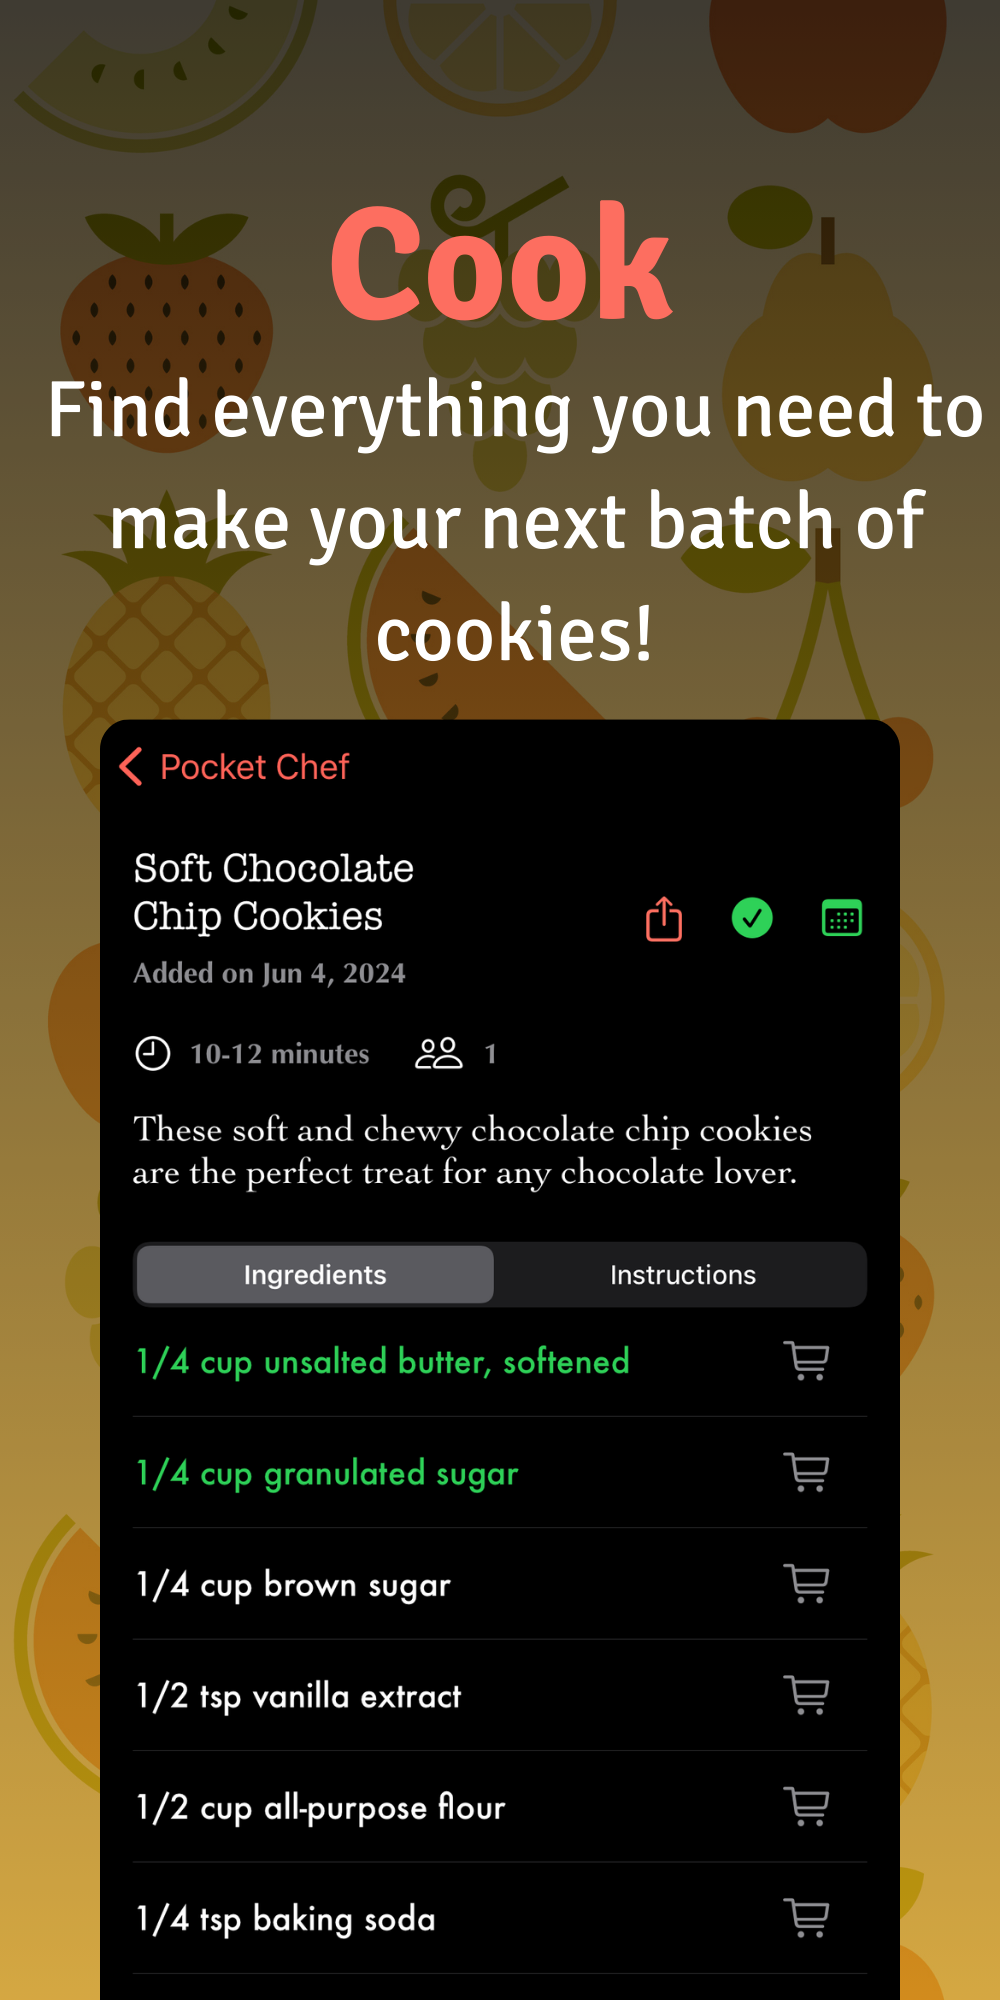 Cook
Find everything you need to
make your next batch of
cookies!
Pocket Chef
Soft Chocolate
Chip Cookies
Added on Jun 4, 2024
10-12 minutes 1
These soft and chewy chocolate chip cookies
are the perfect treat for any chocolate lover.
Ingredients Instructions
1/4 cup unsalted butter, softened
1/4 cup granulated sugar
1/4 cup brown sugar
1/2 tsp vanilla extract
1/2 cup all-purpose flour
1/4 tsp baking soda